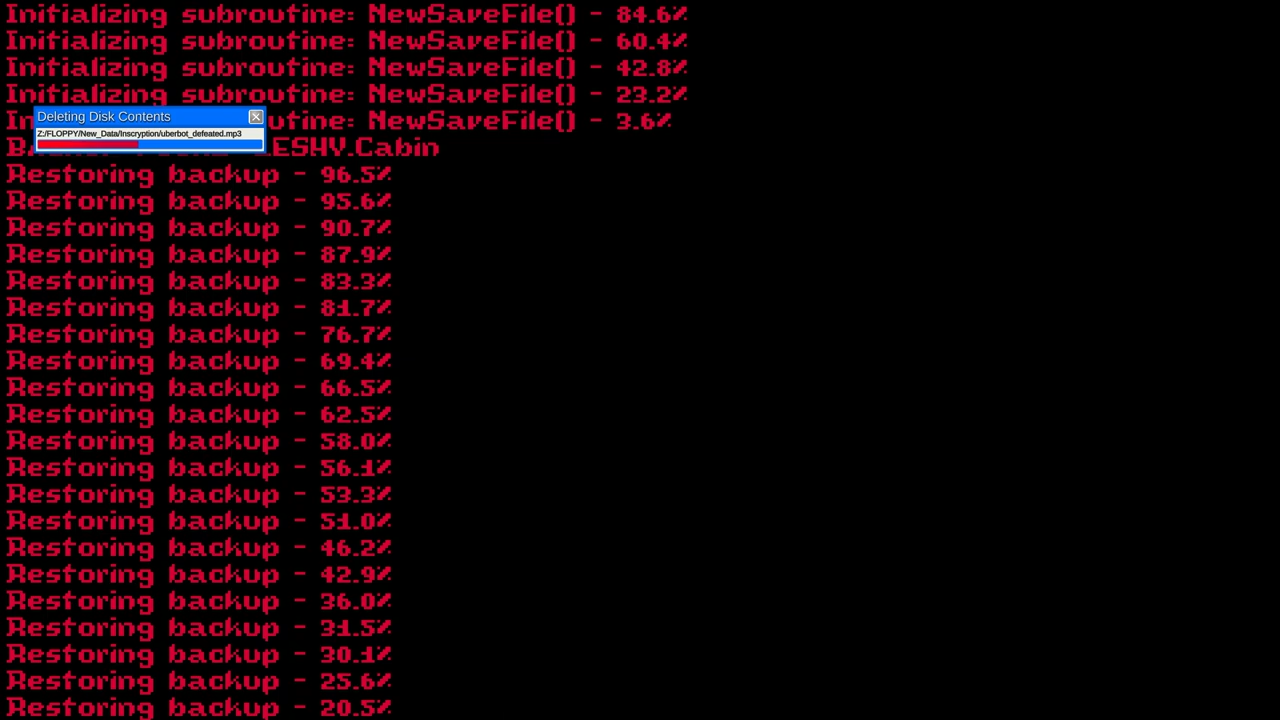 Initializing subroutine: NewSaveFile() - 84.6%
Initializing subroutine: NewSaveFile() - 60.4%
Initializing subroutine: NewSaveFile() - 42.8%
Initializing subroutine: NewSaveFile() - 23.2%
NewSaveFile() - 3.6%
Deleting Disk Contents
Z:/FLOPPY/New_Data/Inscryption/uberbot_defeated.mp3
LESHY.Cabin
Restoring backup - 96.5%
Restoring backup - 95.6%
Restoring backup - 90.7%
Restoring backup - 87.9%
Restoring backup - 83.3%
Restoring backup - 81.7%
Restoring backup - 76.7%
Restoring backup - 69.4%
Restoring backup - 66.5%
Restoring backup - 62.5%
Restoring backup - 58.0%
Restoring backup - 56.1%
Restoring backup - 53.3%
Restoring backup - 51.0%
Restoring backup - 46.2%
Restoring backup - 42.9%
Restoring backup - 36.0%
Restoring backup - 31.5%
Restoring backup - 30.1%
Restoring backup - 25.6%
Restoring backup - 20.5%